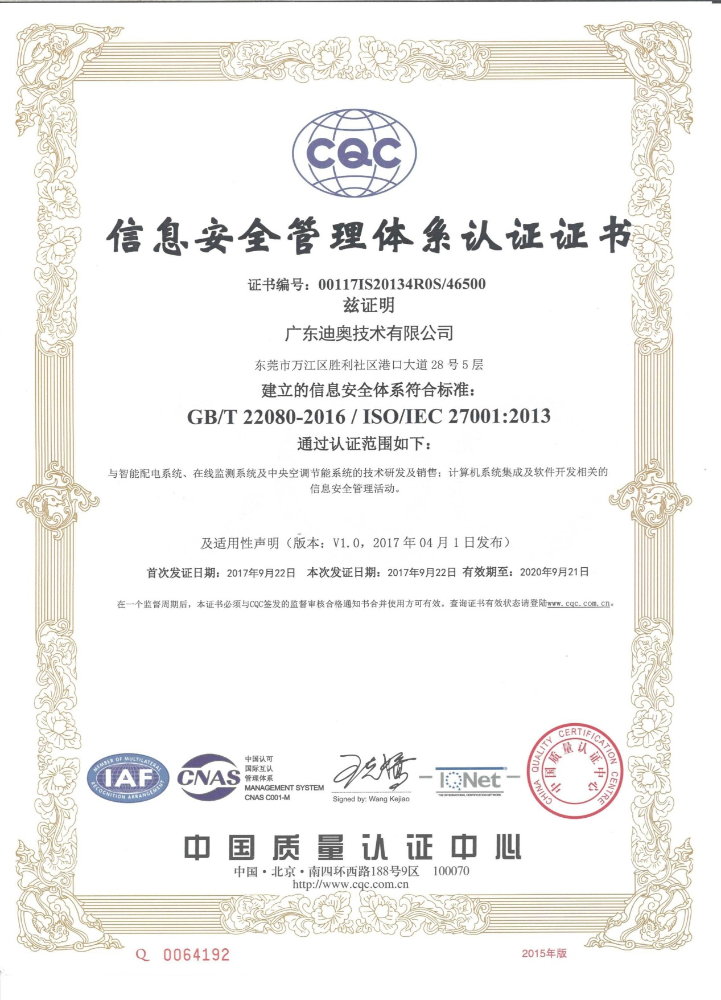 CQC
信息安全管理体系认证证书
证书编号：00117IS20134R0S/46500
兹证明
广东迪奥技术有限公司
东莞市万江区胜利社区港口大道 28 号 5 层
建立的信息安全体系符合标准：
GB/T 22080-2016 / ISO/IEC 27001:2013
通过认证范围如下：
与智能配电系统、在线监测系统及中央空调节能系统的技术研发及销售；计算机系统集成及软件开发相关的
信息安全管理活动。
及适用性声明（版本：V1.0，2017 年 04 月 1 日发布）
首次发证日期：2017年9月22日 本次发证日期：2017年9月22日 有效期至：2020年9月21日
在一个监督周期后，本证书必须与CQC签发的监督审核合格通知书合并使用方可有效。查询证书有效状态请登陆www.cqc.com.cn。
MEMBER OF MULTILATERAL
IAF
RECOGNITION ARRANGEMENT
CNAS
中国认可
国际互认
管理体系
MANAGEMENT SYSTEM
CNAS C001-M
Signed by: Wang Kejiao
IQNet
®
THE INTERNATIONAL CERTIFICATION NETWORK
CHINA QUALITY CERTIFICATION CENTRE
中国质量认证中心
中国质量认证中心
中国·北京·南四环西路188号9区 100070
http://www.cqc.com.cn
Q 0064192
2015年版